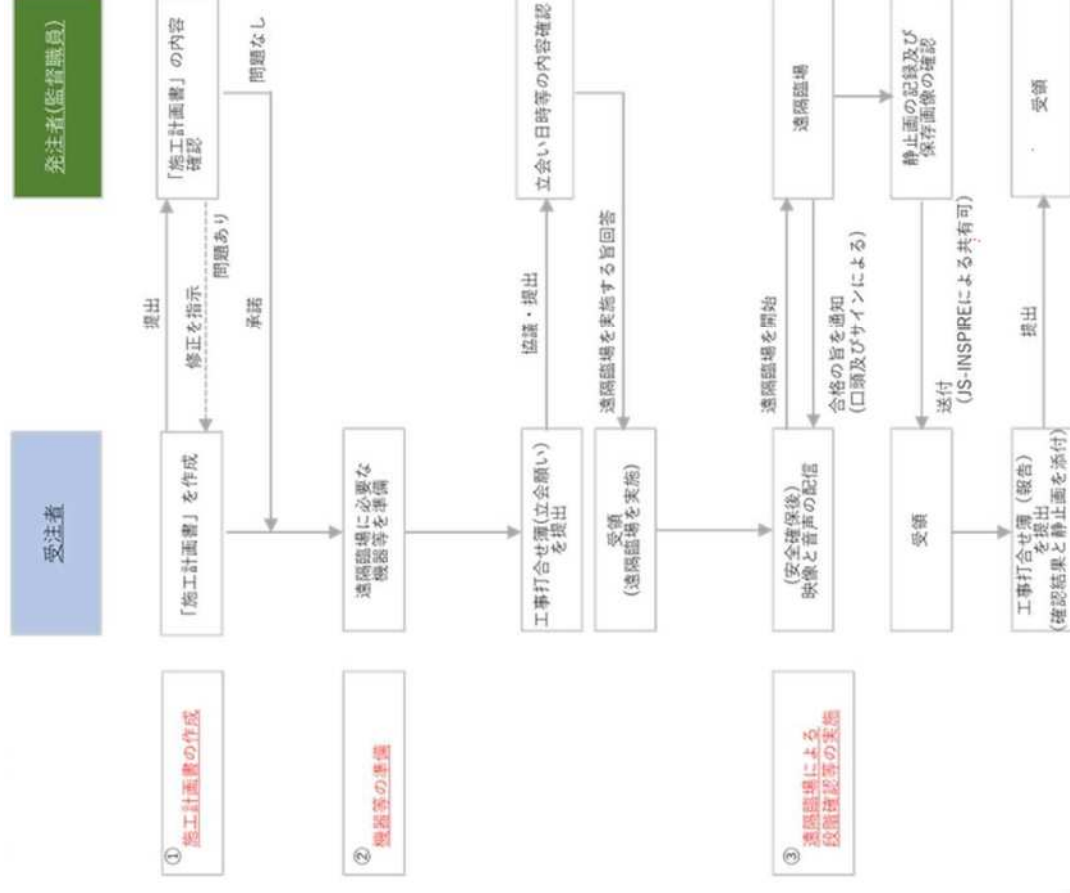 受注者
発注者(監督職員)
①
施工計画書の作成
「施工計画書」を作成
提出
修正を指示
問題あり
承諾
「施工計画書」の内容
確認
問題なし
②
機器等の準備
遠隔臨場に必要な
機器等を準備
工事打合せ簿(立会願い)
を提出
協議・提出
立会い日時等の内容確認
遠隔臨場を実施する旨回答
受領
(遠隔臨場を実施)
③
遠隔臨場による
段階確認等の実施
(安全確保後)
映像と音声の配信
遠隔臨場を開始
合格の旨を通知
(口頭及びサインによる)
遠隔臨場
静止画の記録及び
保存画像の確認
送付
(JS-INSPIREによる共有可)
受領
工事打合せ簿(報告)
を提出
(確認結果と静止画を添付)
提出
受領